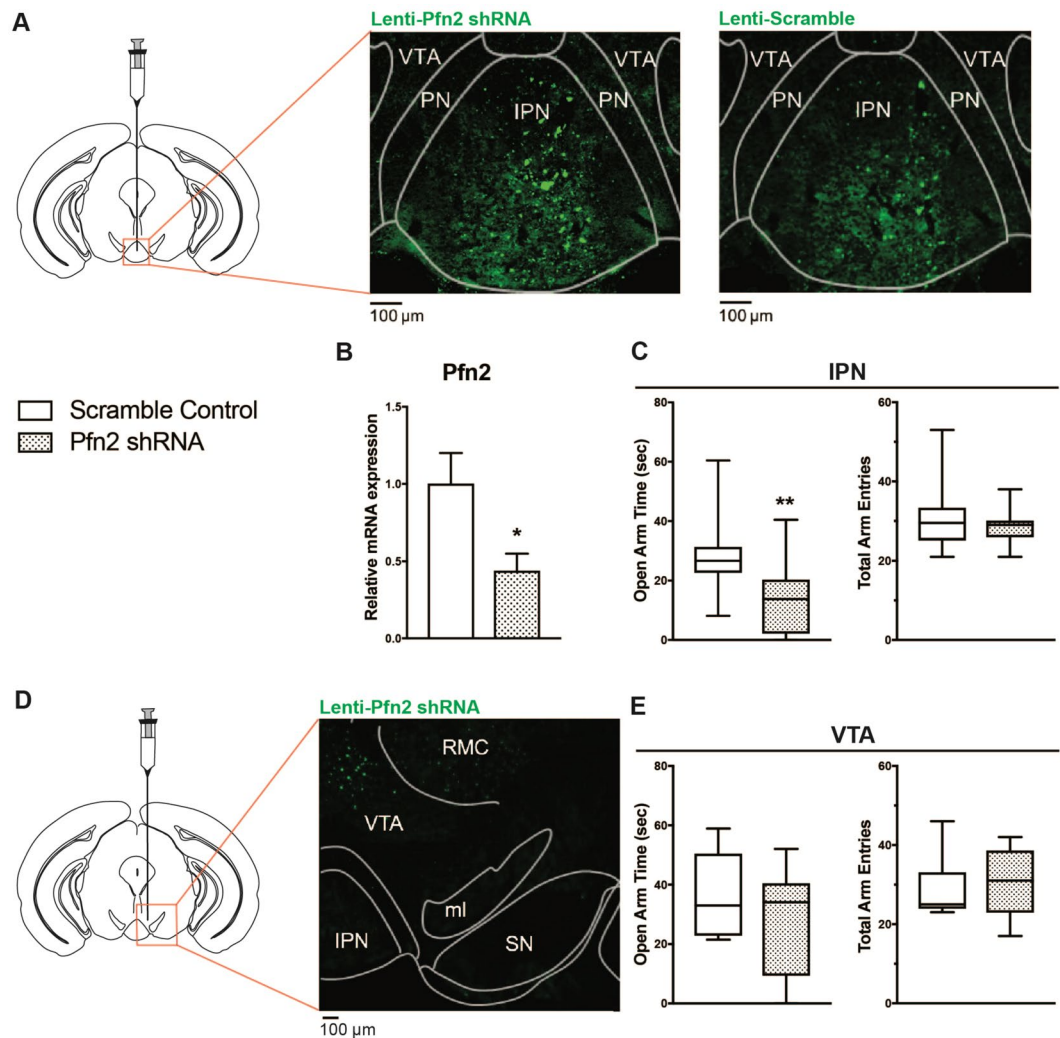 A
Lenti-Pfn2 shRNA
Lenti-Scramble
VTA
PN
IPN
PN
VTA
VTA
PN
IPN
PN
VTA
100 µm
100 µm
Scramble Control
Pfn2 shRNA
B
Pfn2
Relative mRNA expression
1.5
1.0
0.5
0.0
*
C
IPN
Open Arm Time (sec)
80
60
40
20
0
**
Total Arm Entries
60
40
20
0
D
Lenti-Pfn2 shRNA
RMC
VTA
ml
IPN
SN
100 µm
E
VTA
Open Arm Time (sec)
80
60
40
20
0
Total Arm Entries
60
40
20
0